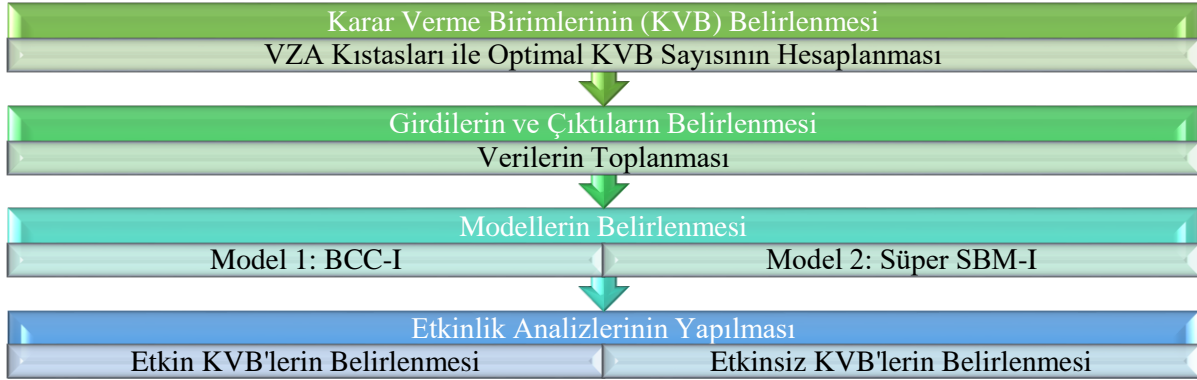 Karar Verme Birimlerinin (KVB) Belirlenmesi
VZA Kıstasları ile Optimal KVB Sayısının Hesaplanması
Girdilerin ve Çıktıların Belirlenmesi
Verilerin Toplanması
Modellerin Belirlenmesi
Model 1: BCC-I
Model 2: Süper SBM-I
Etkinlik Analizlerinin Yapılması
Etkin KVB'lerin Belirlenmesi
Etkinsiz KVB'lerin Belirlenmesi